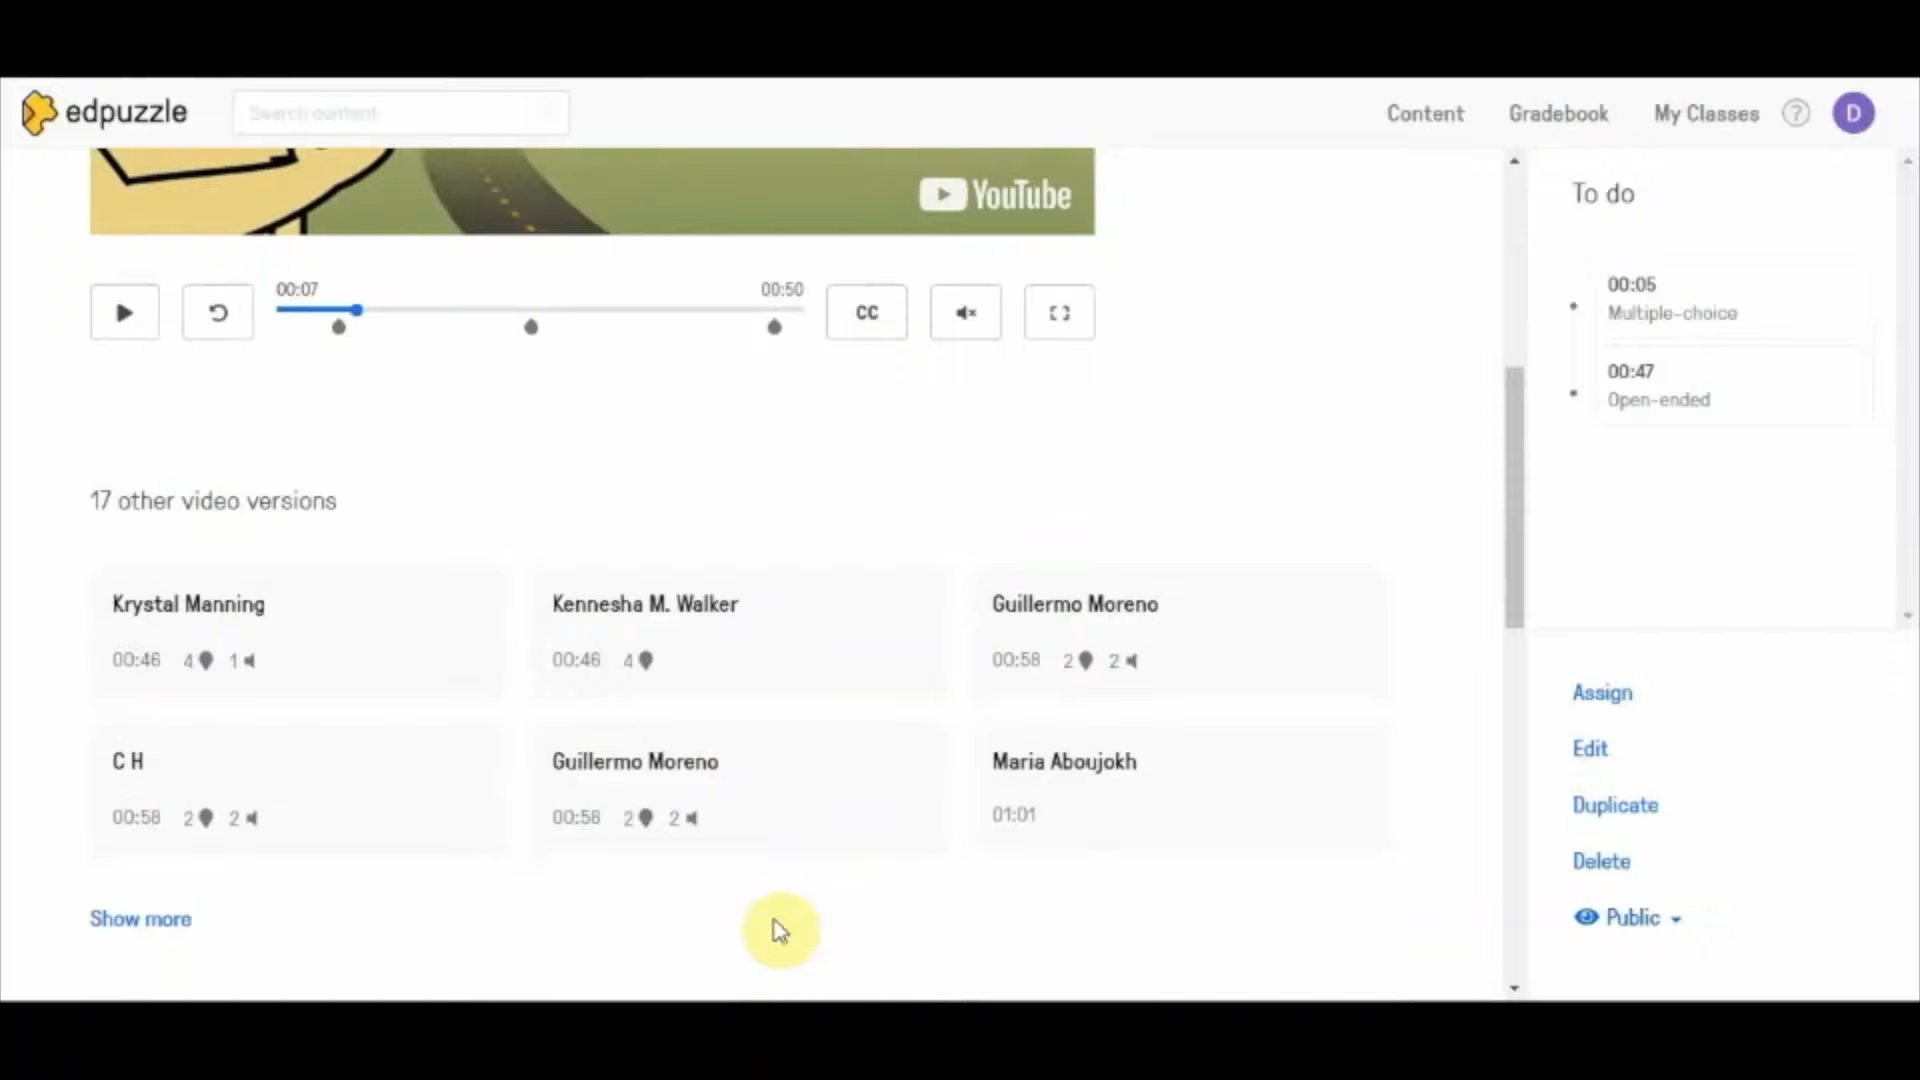 edpuzzle
Search content
Content
Gradebook
My Classes
?
D
YouTube
00:07
00:50
CC
17 other video versions
Krystal Manning
00:46 4 1
Kennesha M. Walker
00:46 4
Guillermo Moreno
00:58 2 2
C H
00:58 2 2
Guillermo Moreno
00:58 2 2
Maria Aboujokh
01:01
Show more
To do
00:05
Multiple-choice
00:47
Open-ended
Assign
Edit
Duplicate
Delete
Public